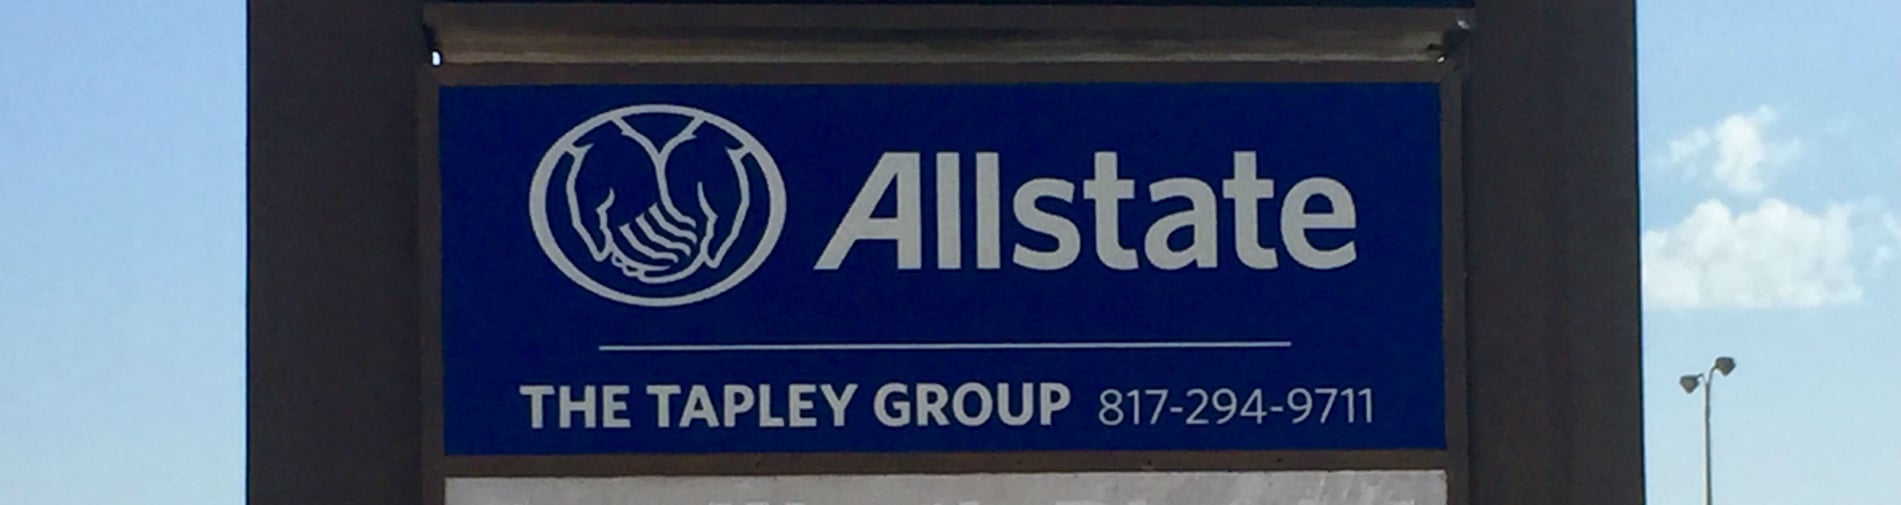 Allstate
THE TAPLEY GROUP 817-294-9711